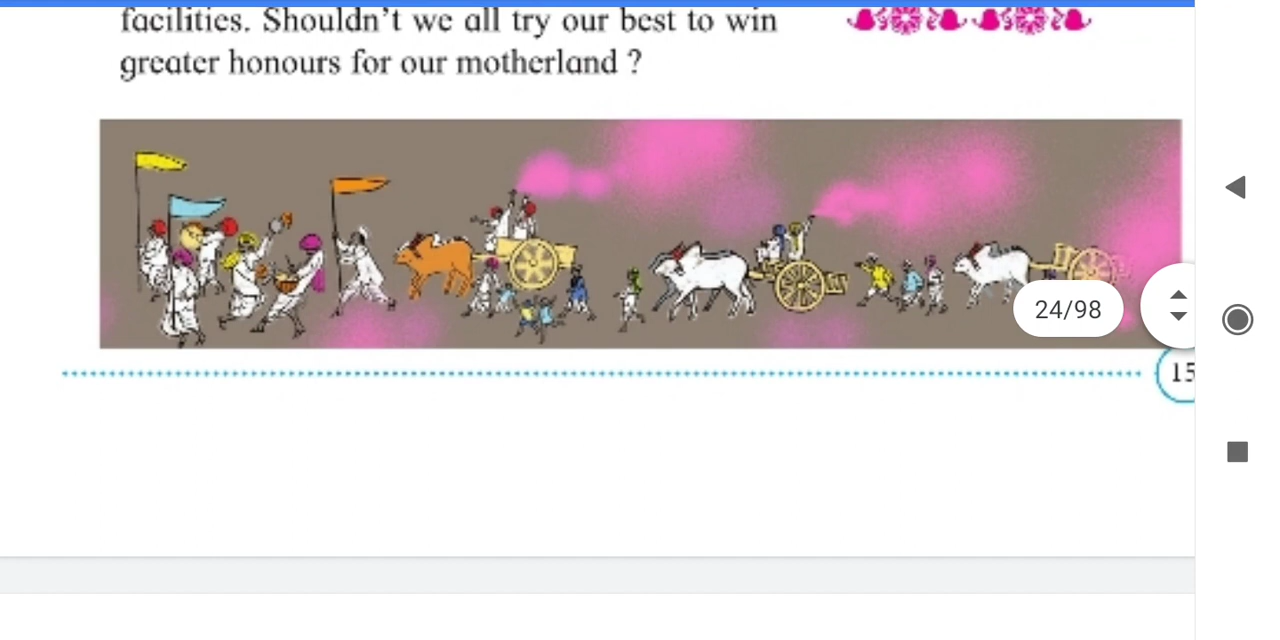 facilities. Shouldn't we all try our best to win
greater honours for our motherland ?
24/98
15